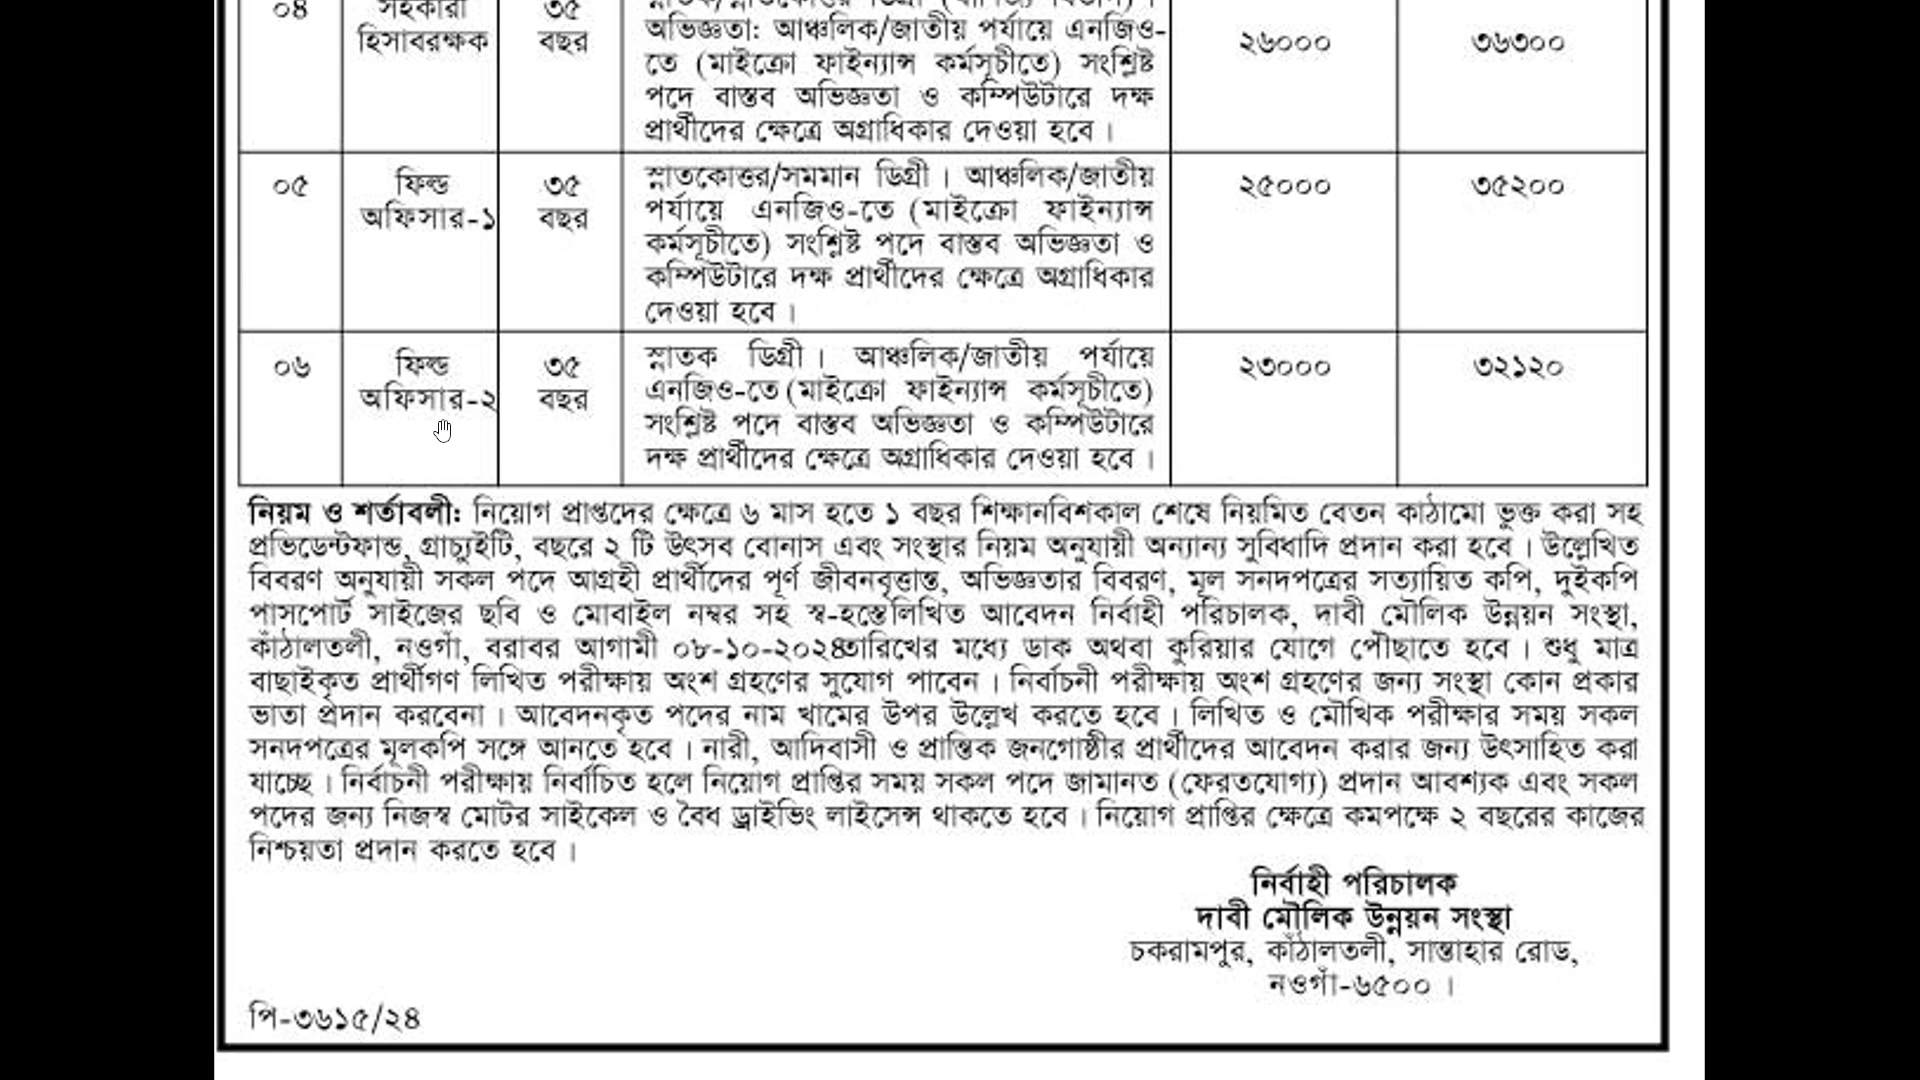 ০৪
সহকারী
হিসাবরক্ষক
৩৫
বছর
অভিজ্ঞতা: আঞ্চলিক/জাতীয় পর্যায়ে এনজিও-
তে (মাইক্রো ফাইন্যান্স কর্মসূচীতে) সংশ্লিষ্ট
পদে বাস্তব অভিজ্ঞতা ও কম্পিউটারে দক্ষ
প্রার্থীদের ক্ষেত্রে অগ্রাধিকার দেওয়া হবে।
২৬০০০
৩৬৩০০
০৫
ফিল্ড
অফিসার-১
৩৫
বছর
স্নাতকোত্তর/সমমান ডিগ্রী। আঞ্চলিক/জাতীয়
পর্যায়ে এনজিও-তে (মাইক্রো ফাইন্যান্স
কর্মসূচীতে) সংশ্লিষ্ট পদে বাস্তব অভিজ্ঞতা ও
কম্পিউটারে দক্ষ প্রার্থীদের ক্ষেত্রে অগ্রাধিকার
দেওয়া হবে।
২৫০০০
৩৫২০০
০৬
ফিল্ড
অফিসার-২
৩৫
বছর
স্নাতক ডিগ্রী। আঞ্চলিক/জাতীয় পর্যায়ে
এনজিও-তে (মাইক্রো ফাইন্যান্স কর্মসূচীতে)
সংশ্লিষ্ট পদে বাস্তব অভিজ্ঞতা ও কম্পিউটারে
দক্ষ প্রার্থীদের ক্ষেত্রে অগ্রাধিকার দেওয়া হবে।
২৩০০০
৩২১২০
নিয়ম ও শর্তাবলী: নিয়োগ প্রাপ্তদের ক্ষেত্রে ৬ মাস হতে ১ বছর শিক্ষানবিশকাল শেষে নিয়মিত বেতন কাঠামো ভুক্ত করা সহ
প্রভিডেন্টফান্ড, গ্রাচ্যুইটি, বছরে ২ টি উৎসব বোনাস এবং সংস্থার নিয়ম অনুযায়ী অন্যান্য সুবিধাদি প্রদান করা হবে। উল্লেখিত
বিবরণ অনুযায়ী সকল পদে আগ্রহী প্রার্থীদের পূর্ণ জীবনবৃত্তান্ত, অভিজ্ঞতার বিবরণ, মূল সনদপত্রের সত্যায়িত কপি, দুইকপি
পাসপোর্ট সাইজের ছবি ও মোবাইল নম্বর সহ স্ব-হস্তেলিখিত আবেদন নির্বাহী পরিচালক, দাবী মৌলিক উন্নয়ন সংস্থা,
কাঁঠালতলী, নওগাঁ, বরাবর আগামী ০৮-১০-২০২৪তারিখের মধ্যে ডাক অথবা কুরিয়ার যোগে পৌছাতে হবে। শুধু মাত্র
বাছাইকৃত প্রার্থীগণ লিখিত পরীক্ষায় অংশ গ্রহণের সুযোগ পাবেন। নির্বাচনী পরীক্ষায় অংশ গ্রহণের জন্য সংস্থা কোন প্রকার
ভাতা প্রদান করবেনা। আবেদনকৃত পদের নাম খামের উপর উল্লেখ করতে হবে। লিখিত ও মৌখিক পরীক্ষার সময় সকল
সনদপত্রের মূলকপি সঙ্গে আনতে হবে। নারী, আদিবাসী ও প্রান্তিক জনগোষ্ঠীর প্রার্থীদের আবেদন করার জন্য উৎসাহিত করা
যাচ্ছে। নির্বাচনী পরীক্ষায় নির্বাচিত হলে নিয়োগ প্রাপ্তির সময় সকল পদে জামানত (ফেরতযোগ্য) প্রদান আবশ্যক এবং সকল
পদের জন্য নিজস্ব মোটর সাইকেল ও বৈধ ড্রাইভিং লাইসেন্স থাকতে হবে। নিয়োগ প্রাপ্তির ক্ষেত্রে কমপক্ষে ২ বছরের কাজের
নিশ্চয়তা প্রদান করতে হবে।
নির্বাহী পরিচালক
দাবী মৌলিক উন্নয়ন সংস্থা
চকরামপুর, কাঁঠালতলী, সান্তাহার রোড,
নওগাঁ-৬৫০০।
পি-৩৬১৫/২৪